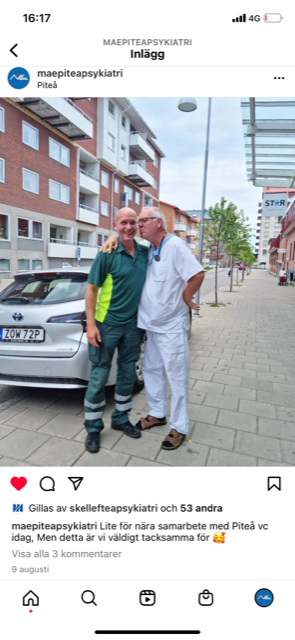 16:17
4G
MAEPITEAPSYKIATRI
Inlägg
maepiteapsykiatri
Piteå
ST R
ZOW 72P
Gillas av skellefteapsykiatri och 53 andra
maepiteapsykiatri Lite för nära samarbete med Piteå vc
idag, Men detta är vi väldigt tacksamma för 🥰
Visa alla 3 kommentarer
9 augusti